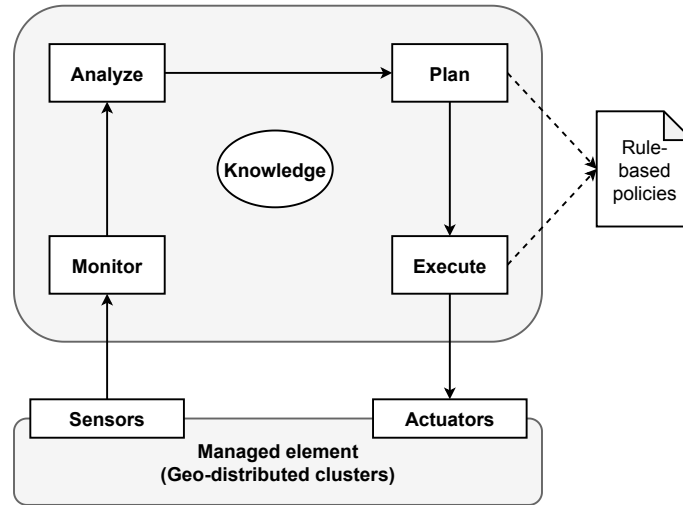 Analyze
Plan
Rule-
based
policies
Knowledge
Monitor
Execute
Sensors
Actuators
Managed element
(Geo-distributed clusters)